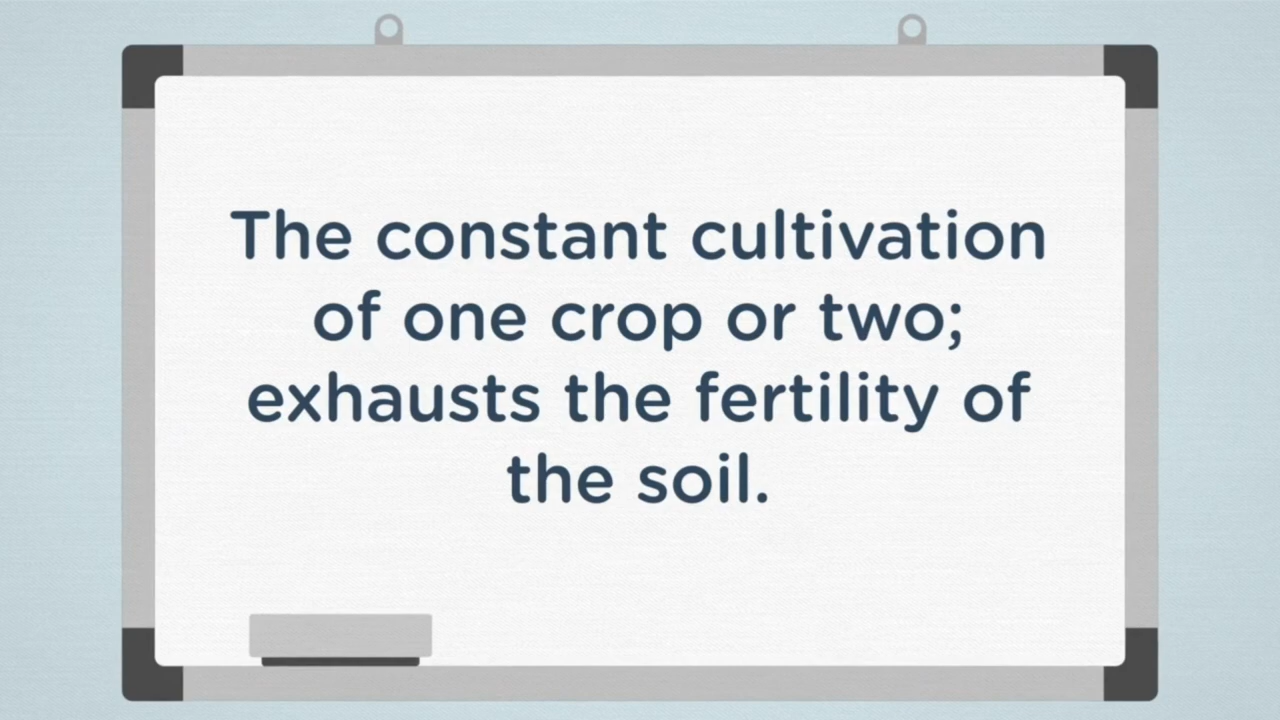 The constant cultivation
of one crop or two;
exhausts the fertility of
the soil.